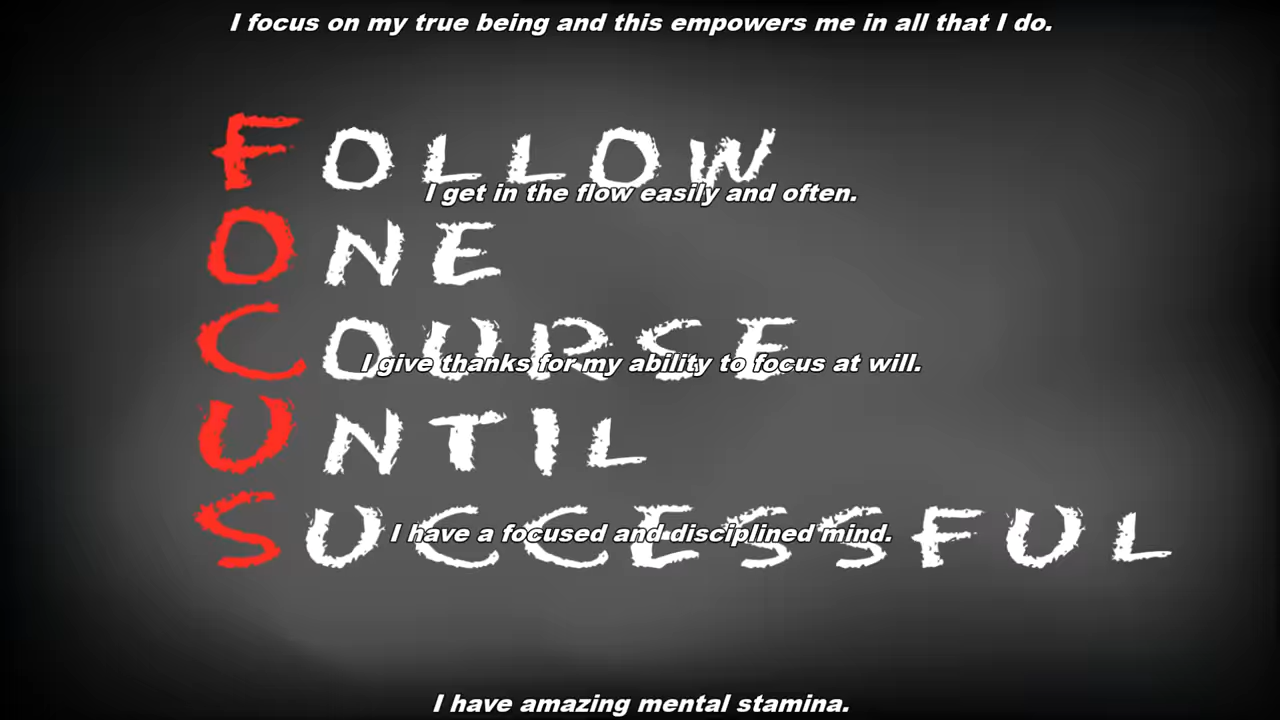 I focus on my true being and this empowers me in all that I do.
FOLLOW
I get in the flow easily and often.
ONE
COURSE
I give thanks for my ability to focus at will.
UNTIL
SUCCESSFUL
I have a focused and disciplined mind.
I have amazing mental stamina.